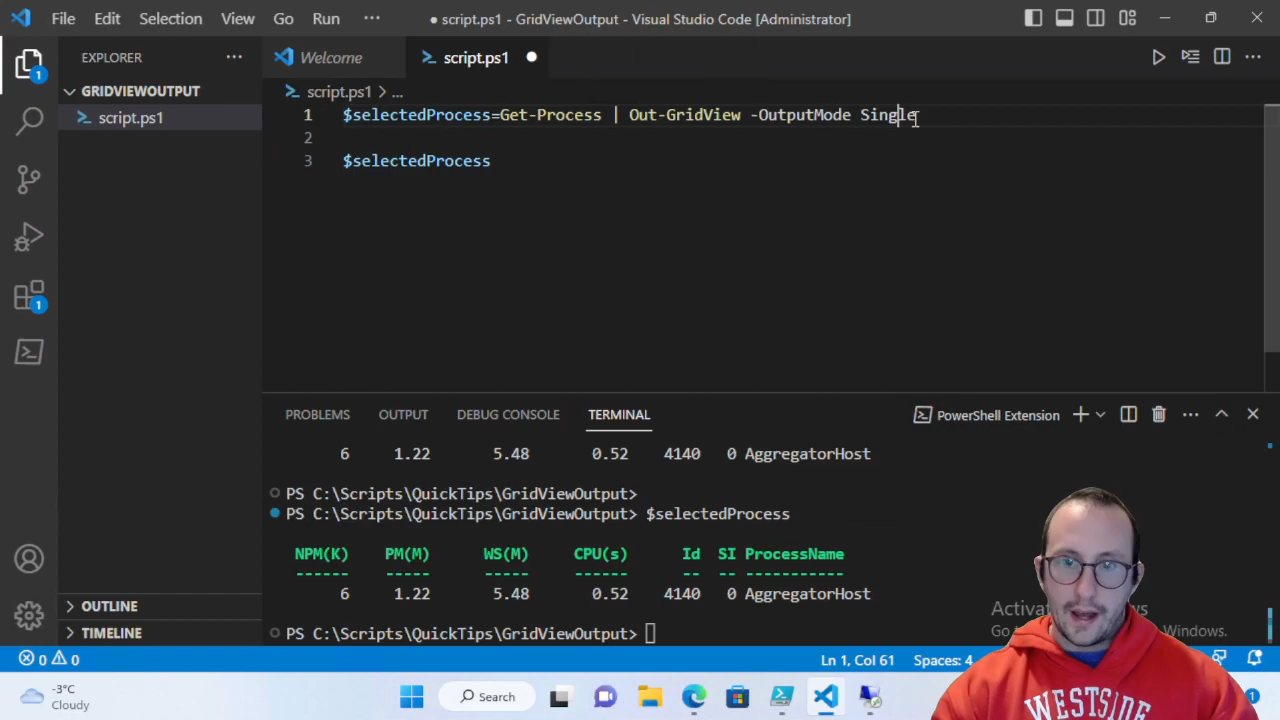 File Edit Selection View Go Run ··· ● script.ps1 - GridViewOutput - Visual Studio Code [Administrator]
EXPLORER ···
Welcome
script.ps1 ●
GRIDVIEWOUTPUT
script.ps1
script.ps1 > ...
1 $selectedProcess=Get-Process | Out-GridView -OutputMode Single
2
3 $selectedProcess
1
1
PROBLEMS OUTPUT DEBUG CONSOLE TERMINAL PowerShell Extension
6 1.22 5.48 0.52 4140 0 AggregatorHost
PS C:\Scripts\QuickTips\GridViewOutput>
PS C:\Scripts\QuickTips\GridViewOutput> $selectedProcess
NPM(K) PM(M) WS(M) CPU(s) Id SI ProcessName
------ ----- ----- ------ -- -- -----------
6 1.22 5.48 0.52 4140 0 AggregatorHost
PS C:\Scripts\QuickTips\GridViewOutput>
OUTLINE
TIMELINE
0 0 Ln 1, Col 61 Spaces: 4
Windows.
-3°C
Cloudy
Search
1
WESTSIDE